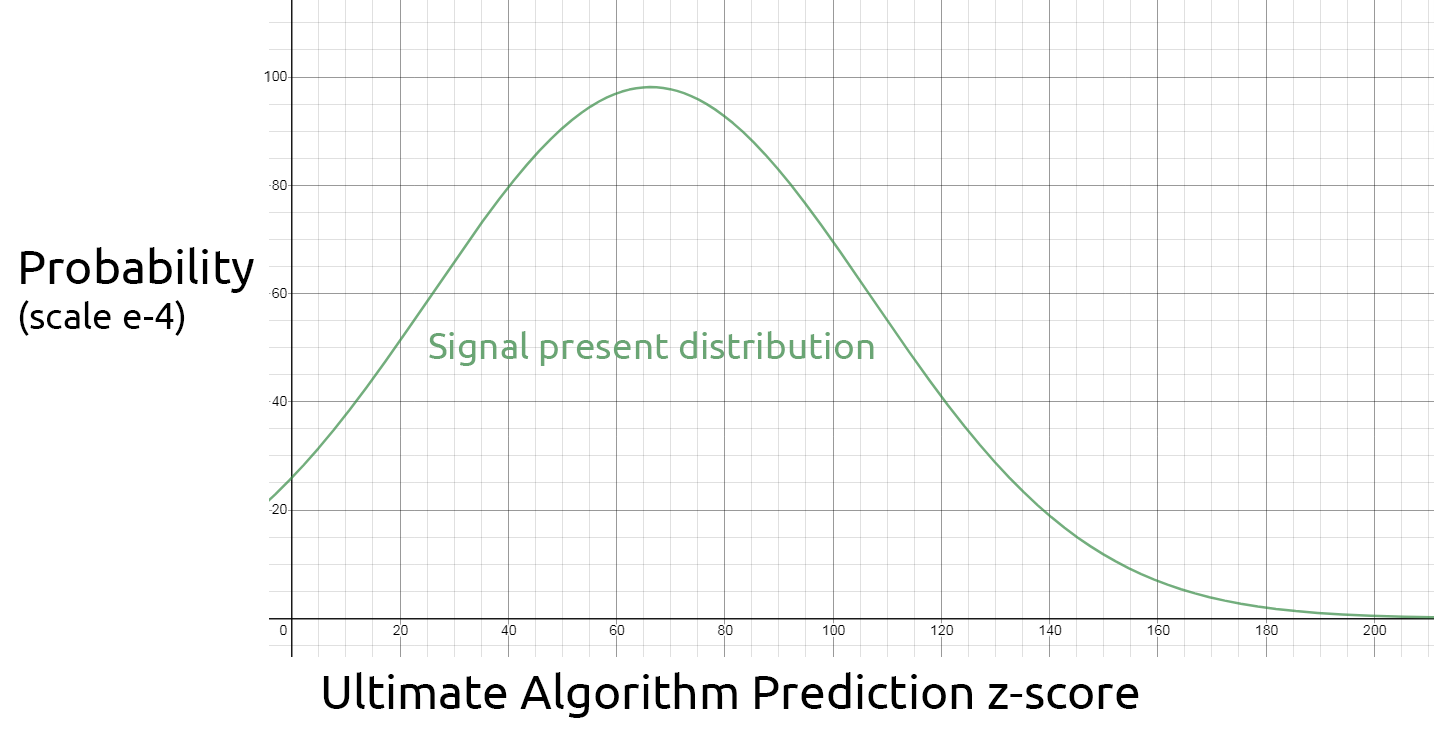 100
80
60
40
20
Probability
(scale e-4)
Signal present distribution
0 20 40 60 80 100 120 140 160 180 200
Ultimate Algorithm Prediction z-score